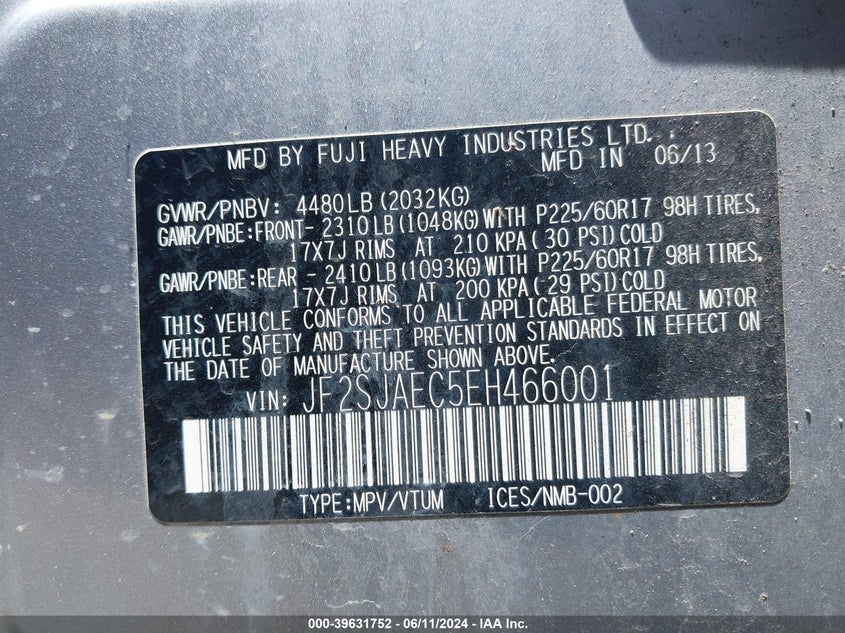 MFD BY FUJI HEAVY INDUSTRIES LTD.
MFD IN 06/13
GVWR/PNBV: 4480LB(2032KG)
GAWR/PNBE:FRONT- 2310LB(1048KG)WITH P225/60R17 98H TIRES,
17X7J RIMS AT 210 KPA(30 PSI)COLD
GAWR/PNBE:REAR - 2410LB(1093KG)WITH P225/60R17 98H TIRES,
17X7J RIMS AT 200 KPA(29 PSI)COLD
THIS VEHICLE CONFORMS TO ALL APPLICABLE FEDERAL MOTOR
VEHICLE SAFETY AND THEFT PREVENTION STANDARDS IN EFFECT ON
THE DATE OF MANUFACTURE SHOWN ABOVE.
VIN: JF2SJAEC5EH466001
TYPE:MPV/VTUM ICES/NMB-002
000-39631752 - 06/11/2024 - IAA Inc.